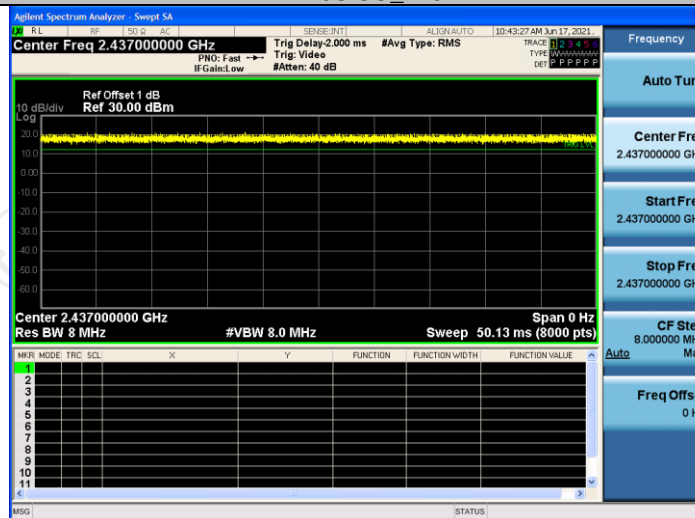 Agilent Spectrum Analyzer - Swept SA
RL RF 50 Ω AC SENSE:INT ALIGNAUTO 10:43:27 AM Jun 17, 2021
Center Freq 2.437000000 GHz
PNO: Fast
IFGain:Low
Trig Delay-2.000 ms
Trig: Video
#Atten: 40 dB
#Avg Type: RMS
TRACE 1 2 3 4 5 6
TYPE
DET P P P P P P
Frequency
Ref Offset 1 dB
10 dB/div Ref 30.00 dBm
Log
20.0
10.0
0.00
-10.0
-20.0
-30.0
-40.0
-50.0
-60.0
TRIG LVL
Center 2.437000000 GHz Span 0 Hz
Res BW 8 MHz #VBW 8.0 MHz Sweep 50.13 ms (8000 pts)
MKR MODE TRC SCL X Y FUNCTION FUNCTION WIDTH FUNCTION VALUE
1
2
3
4
5
6
7
8
9
10
11
MSG STATUS
Auto Tun
Center Fre
2.437000000 GH
Start Fre
2.437000000 GH
Stop Fre
2.437000000 GH
CF Ste
8.000000 MH
Auto Ma
Freq Offs
0 H